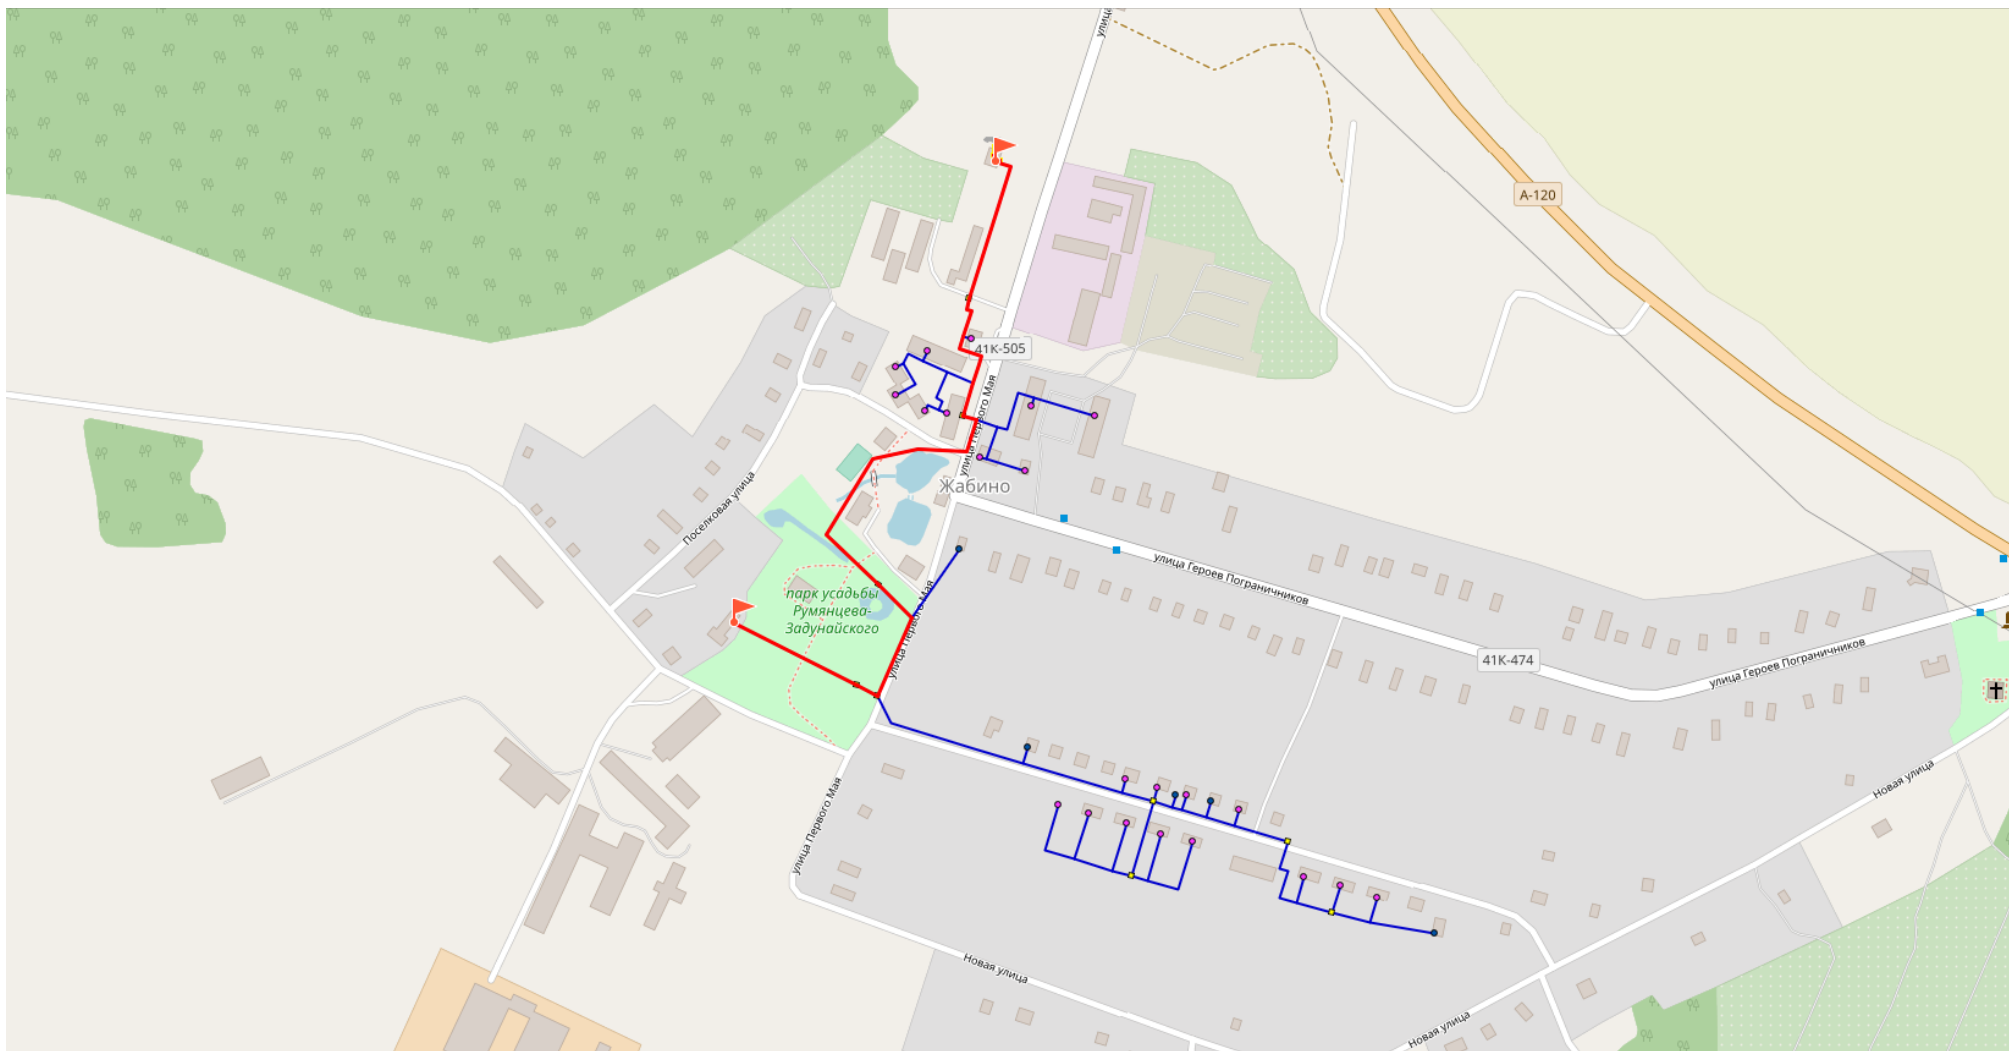 улиц
А-120
41К-505
улица Первого Мая
Жабино
Поселковая улица
улица Героев Пограничников
парк усадьбы
Румянцева-
Задунайского
улица Первого Мая
41К-474
улица Героев Пограничников
Новая улица
улица Первого Мая
Новая улица
Новая улица